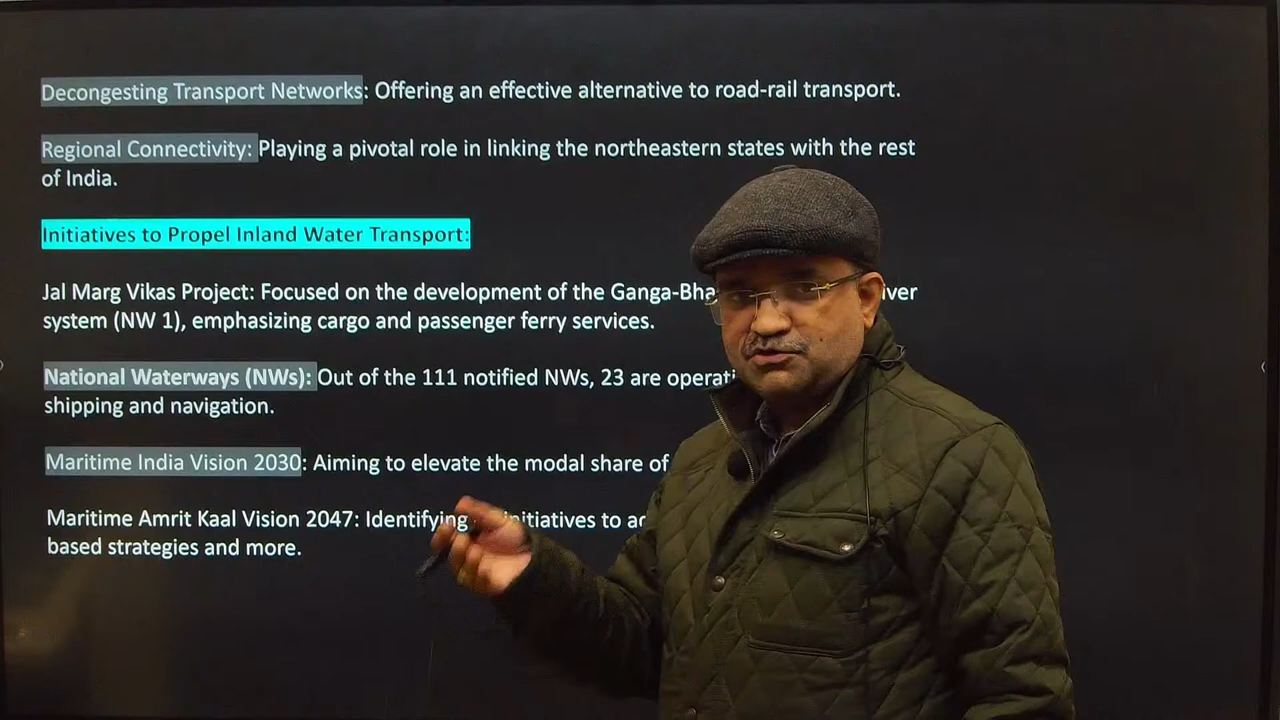 Decongesting Transport Networks: Offering an effective alternative to road-rail transport.
Regional Connectivity: Playing a pivotal role in linking the northeastern states with the rest
of India.
Initiatives to Propel Inland Water Transport:
Jal Marg Vikas Project: Focused on the development of the
system (NW 1), emphasizing cargo and passenger ferry services.
National Waterways (NWs): Out of the 111 notified NWs, 23 are
shipping and navigation.
Maritime India Vision 2030: Aiming to elevate the modal share of
Maritime Amrit Kaal Vision 2047: Identifying initiatives to
based strategies and more.